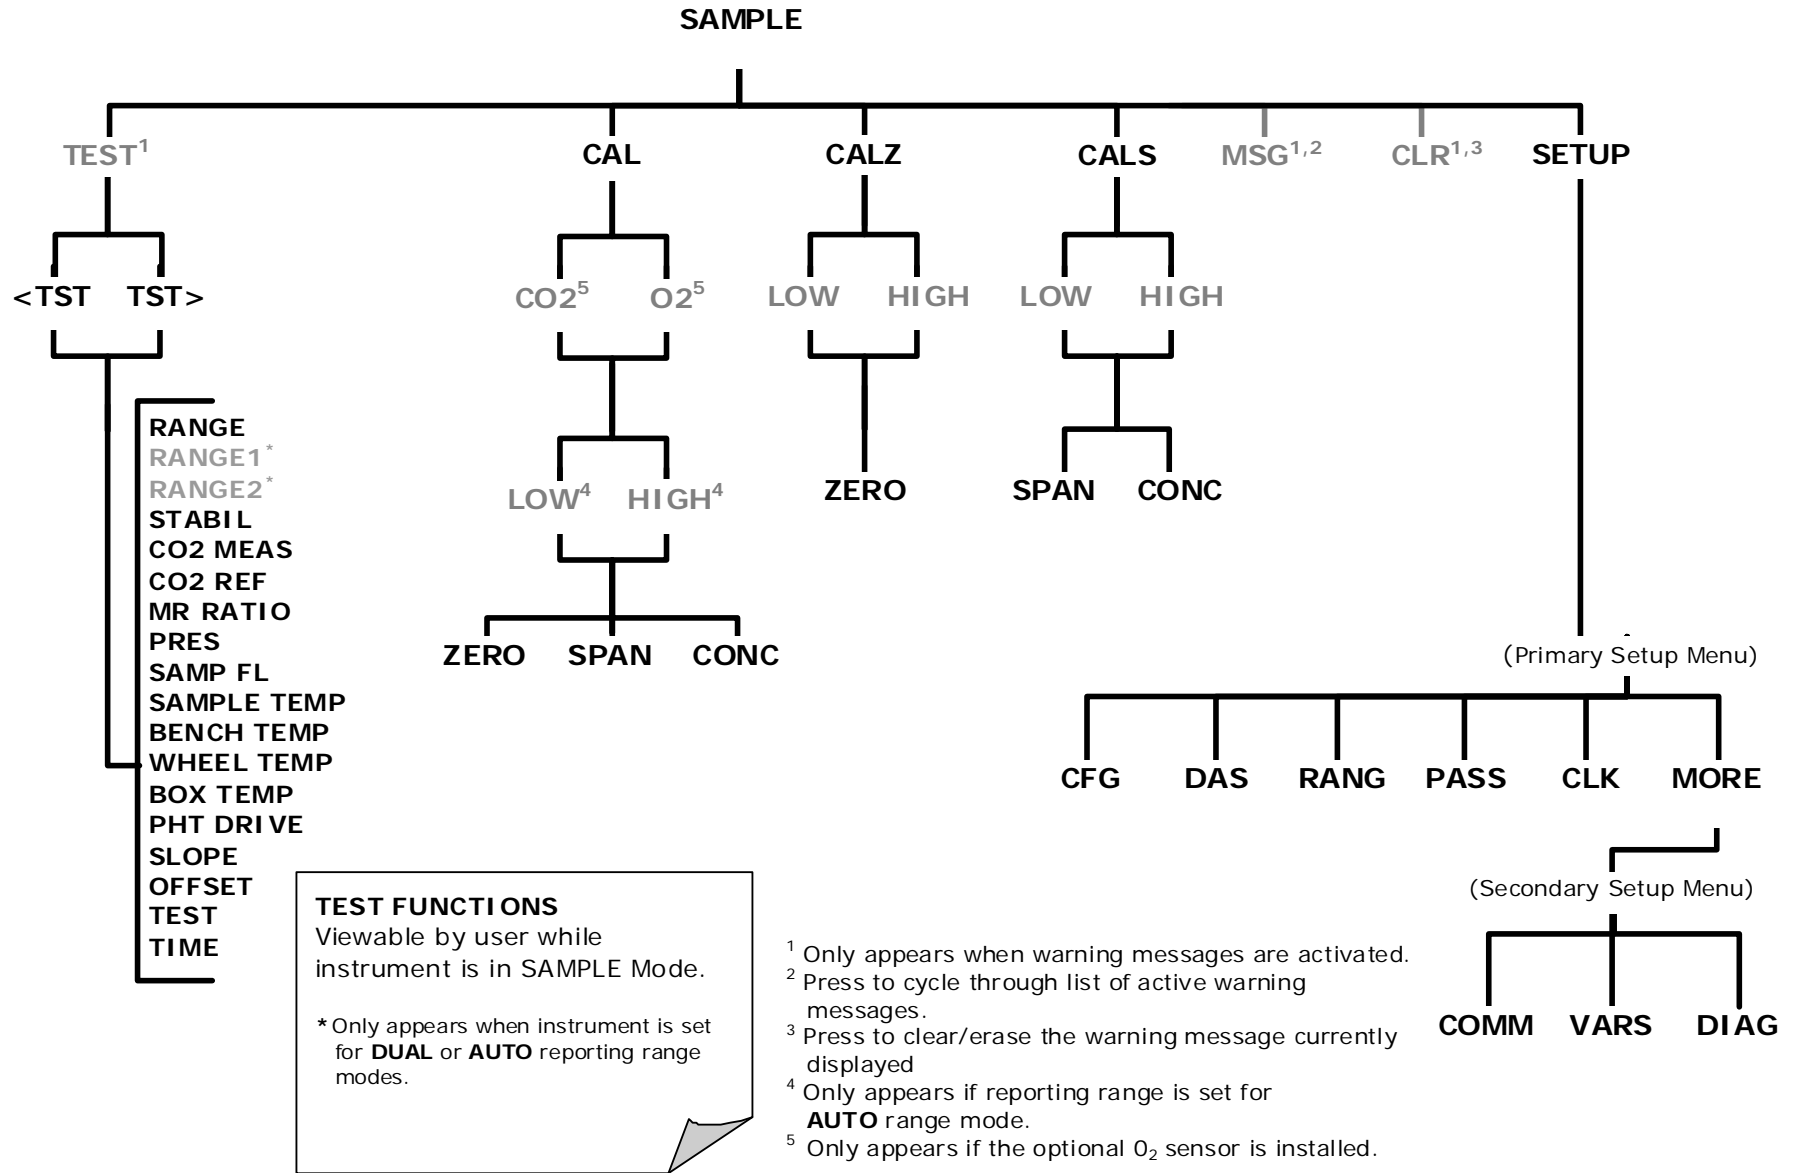 SAMPLE
TEST¹ CAL CALZ CALS MSG¹,² CLR¹,³ SETUP
<TST TST> CO2⁵ O2⁵ LOW HIGH LOW HIGH
RANGE
RANGE1*
RANGE2*
STABIL
CO2 MEAS
CO2 REF
MR RATIO
PRES
SAMP FL
SAMPLE TEMP
BENCH TEMP
WHEEL TEMP
BOX TEMP
PHT DRIVE
SLOPE
OFFSET
TEST
TIME
LOW⁴ HIGH⁴
ZERO SPAN CONC
ZERO
SPAN CONC
(Primary Setup Menu)
CFG DAS RANG PASS CLK MORE
(Secondary Setup Menu)
COMM VARS DIAG
TEST FUNCTIONS
Viewable by user while
instrument is in SAMPLE Mode.
* Only appears when instrument is set
for DUAL or AUTO reporting range
modes.
¹ Only appears when warning messages are activated.
² Press to cycle through list of active warning
messages.
³ Press to clear/erase the warning message currently
displayed
⁴ Only appears if reporting range is set for
AUTO range mode.
⁵ Only appears if the optional 0₂ sensor is installed.